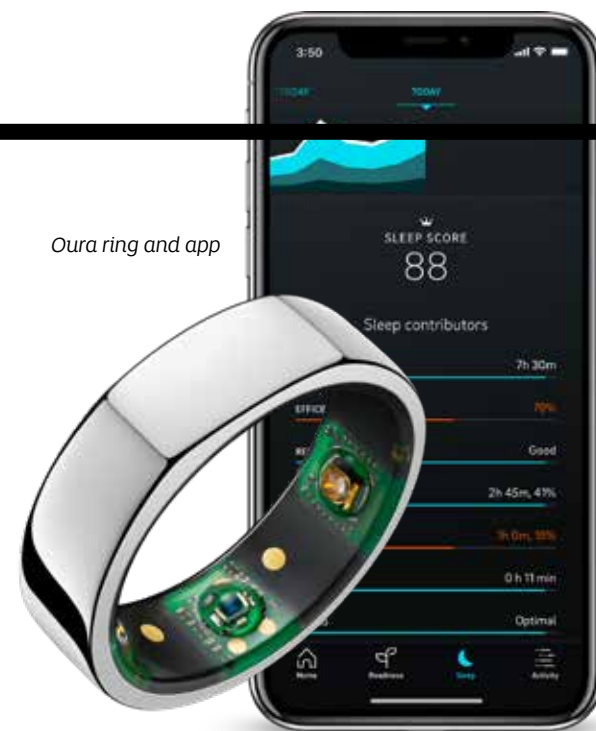 3:50
TODAY
Oura ring and app
SLEEP SCORE
88
Sleep contributors
7h 30m
EFFICE
70%
Good
2h 45m, 41%
0 h 11 min
Optimal
Home
Readiness
Sleep
Activity